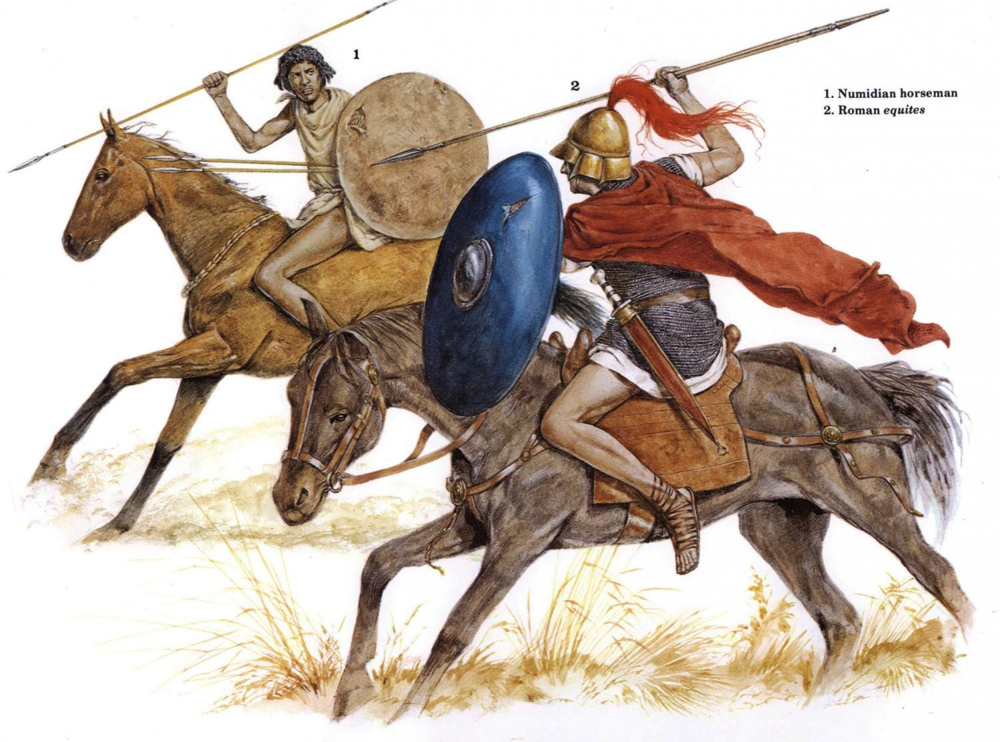 1
2
1. Numidian horseman
2. Roman equites